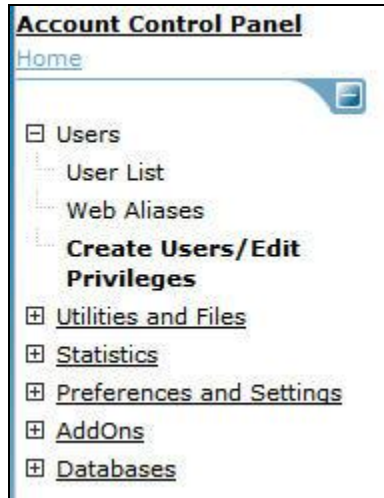 Account Control Panel
Home
Users
User List
Web Aliases
Create Users/Edit
Privileges
Utilities and Files
Statistics
Preferences and Settings
AddOns
Databases